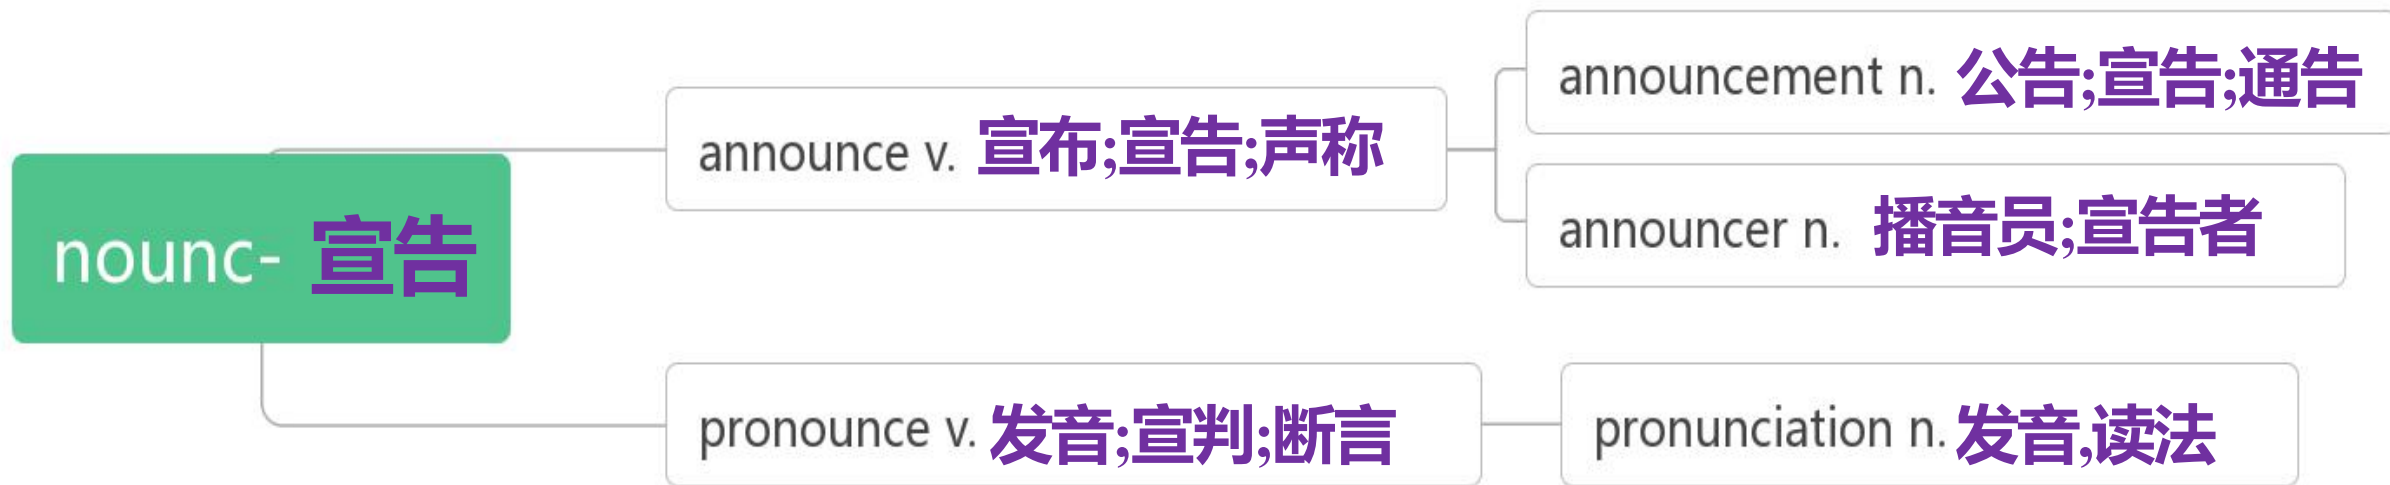 nounc- 宣告
announce v. 宣布;宣告;声称
announcement n. 公告;宣告;通告
announcer n. 播音员;宣告者
pronounce v. 发音;宣判;断言
pronunciation n. 发音,读法